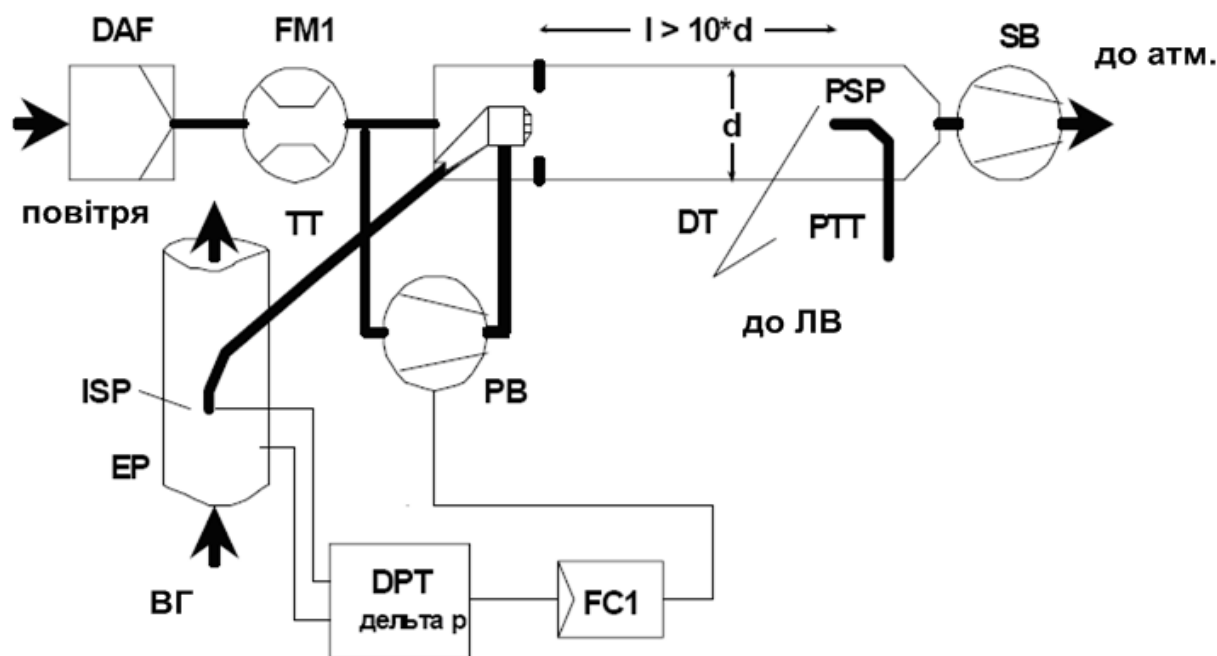 DAF
FM1
l > 10*d
SB
до атм.
PSP
d
повітря
TT
DT
PTT
до ЛВ
ISP
PB
EP
ВГ
DPT
дельта р
FC1